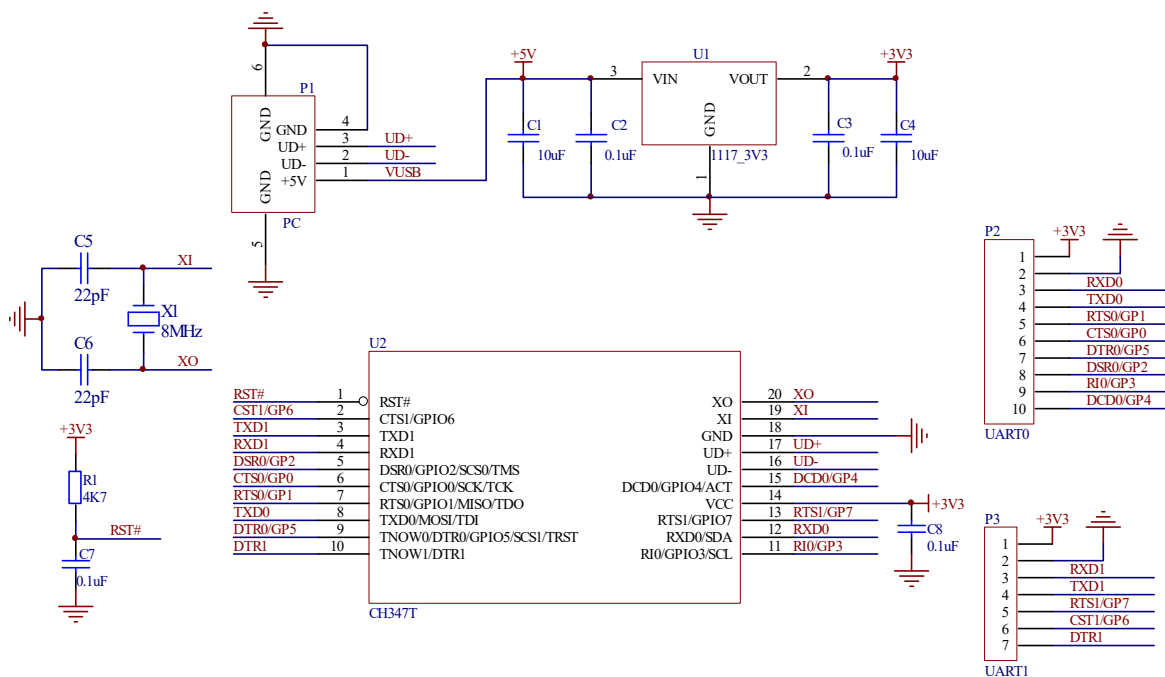 P1
6
GND
GND
GND
4
UD+
3
UD+
UD-
2
UD-
+5V
1
VUSB
PC
5
+5V
U1
+3V3
3
VIN
VOUT
2
GND
1
1117_3V3
C1
10uF
C2
0.1uF
C3
0.1uF
C4
10uF
C5
22pF
XI
X1
8MHz
C6
22pF
XO
+3V3
R1
4K7
RST#
C7
0.1uF
U2
RST#
1
RST#
CST1/GP6
2
CTS1/GPIO6
TXD1
3
TXD1
RXD1
4
RXD1
DSR0/GP2
5
DSR0/GPIO2/SCS0/TMS
CTS0/GP0
6
CTS0/GPIO0/SCK/TCK
RTS0/GP1
7
RTS0/GPIO1/MISO/TDO
TXD0
8
TXD0/MOSI/TDI
DTR0/GP5
9
TNOW0/DTR0/GPIO5/SCS1/TRST
DTR1
10
TNOW1/DTR1
XO
20
XO
XI
19
XI
GND
18
UD+
17
UD+
UD-
16
UD-
DCD0/GPIO4/ACT
15
DCD0/GP4
VCC
14
+3V3
RTS1/GPIO7
13
RTS1/GP7
RXD0/SDA
12
RXD0
RI0/GPIO3/SCL
11
RI0/GP3
C8
0.1uF
CH347T
P2
+3V3
1
2
3
RXD0
4
TXD0
5
RTS0/GP1
6
CTS0/GP0
7
DTR0/GP5
8
DSR0/GP2
9
RI0/GP3
10
DCD0/GP4
UART0
P3
+3V3
1
2
3
RXD1
4
TXD1
5
RTS1/GP7
6
CST1/GP6
7
DTR1
UART1